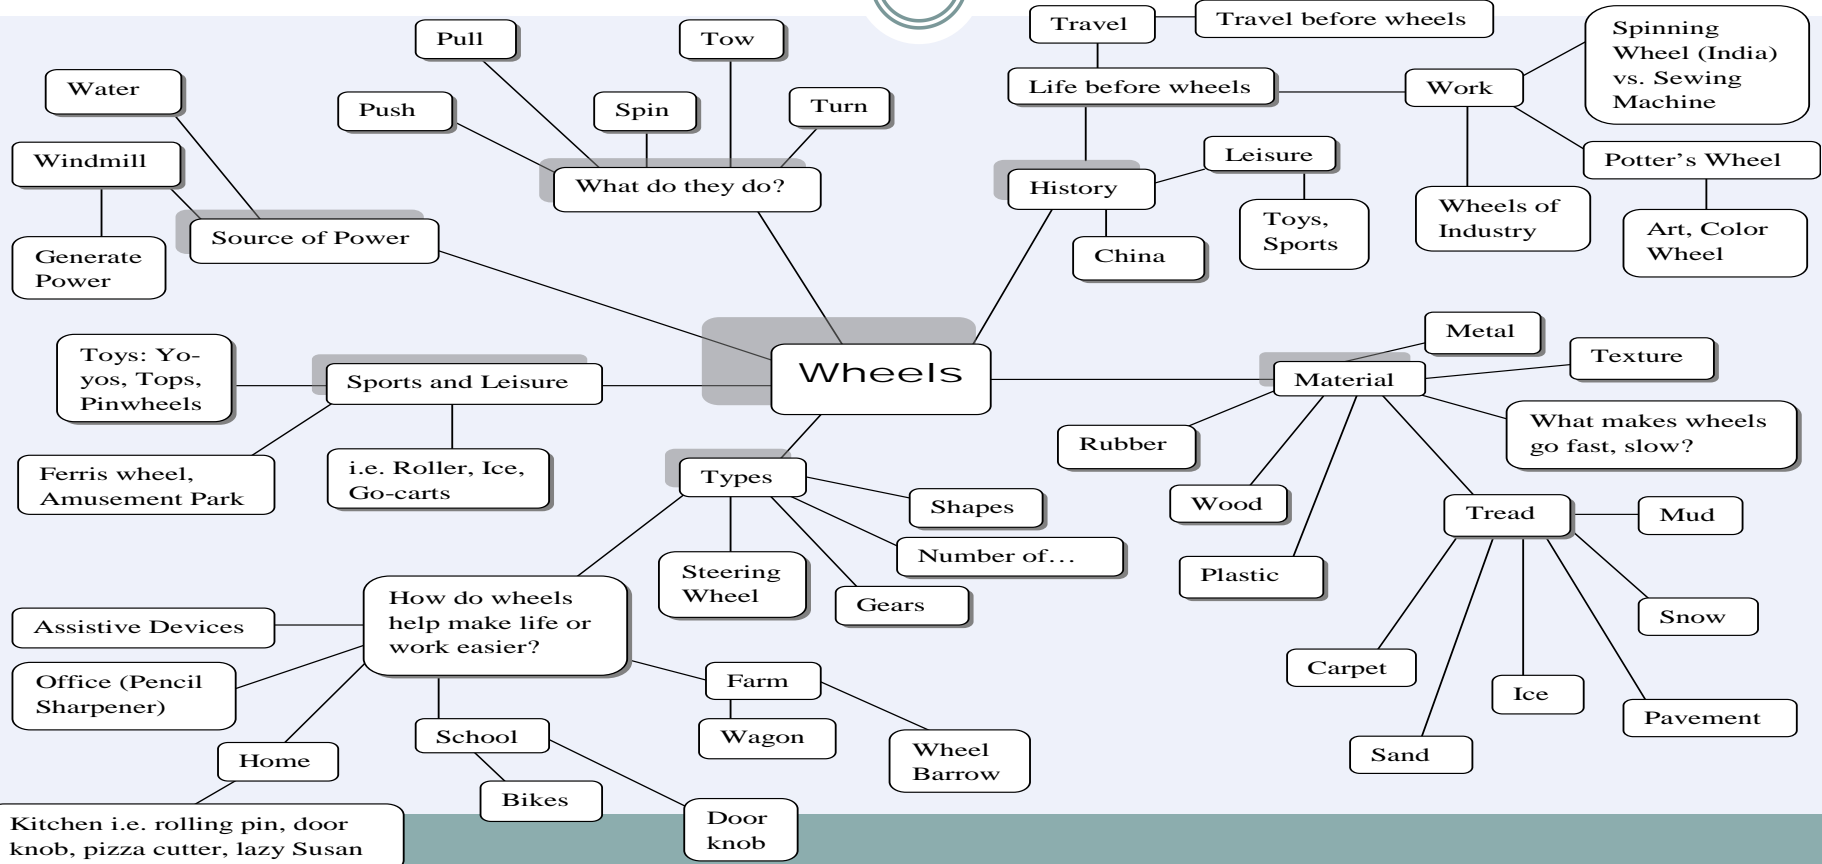 Pull
Tow
Water
Push
Spin
Turn
Windmill
What do they do?
Source of Power
Generate
Power
Travel
Travel before wheels
Life before wheels
Work
Spinning
Wheel (India)
vs. Sewing
Machine
Leisure
Potter's Wheel
History
Toys,
Sports
Wheels of
Industry
Art, Color
Wheel
China
Wheels
Toys: Yo-
yos, Tops,
Pinwheels
Sports and Leisure
Ferris wheel,
Amusement Park
i.e. Roller, Ice,
Go-carts
Metal
Texture
Material
What makes wheels
go fast, slow?
Rubber
Wood
Plastic
Tread
Mud
Snow
Carpet
Ice
Pavement
Sand
Types
Shapes
Number of…
Steering
Wheel
Gears
How do wheels
help make life or
work easier?
Assistive Devices
Office (Pencil
Sharpener)
Home
Kitchen i.e. rolling pin, door
knob, pizza cutter, lazy Susan
School
Bikes
Door
knob
Farm
Wagon
Wheel
Barrow